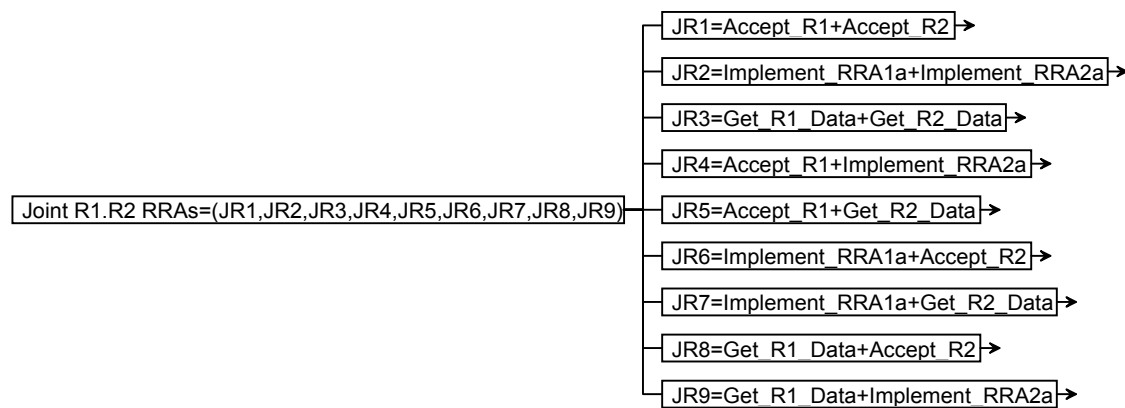 JR1=Accept_R1+Accept_R2
JR2=Implement_RRA1a+Implement_RRA2a
JR3=Get_R1_Data+Get_R2_Data
JR4=Accept_R1+Implement_RRA2a
Joint R1.R2 RRAs=(JR1,JR2,JR3,JR4,JR5,JR6,JR7,JR8,JR9)
JR5=Accept_R1+Get_R2_Data
JR6=Implement_RRA1a+Accept_R2
JR7=Implement_RRA1a+Get_R2_Data
JR8=Get_R1_Data+Accept_R2
JR9=Get_R1_Data+Implement_RRA2a